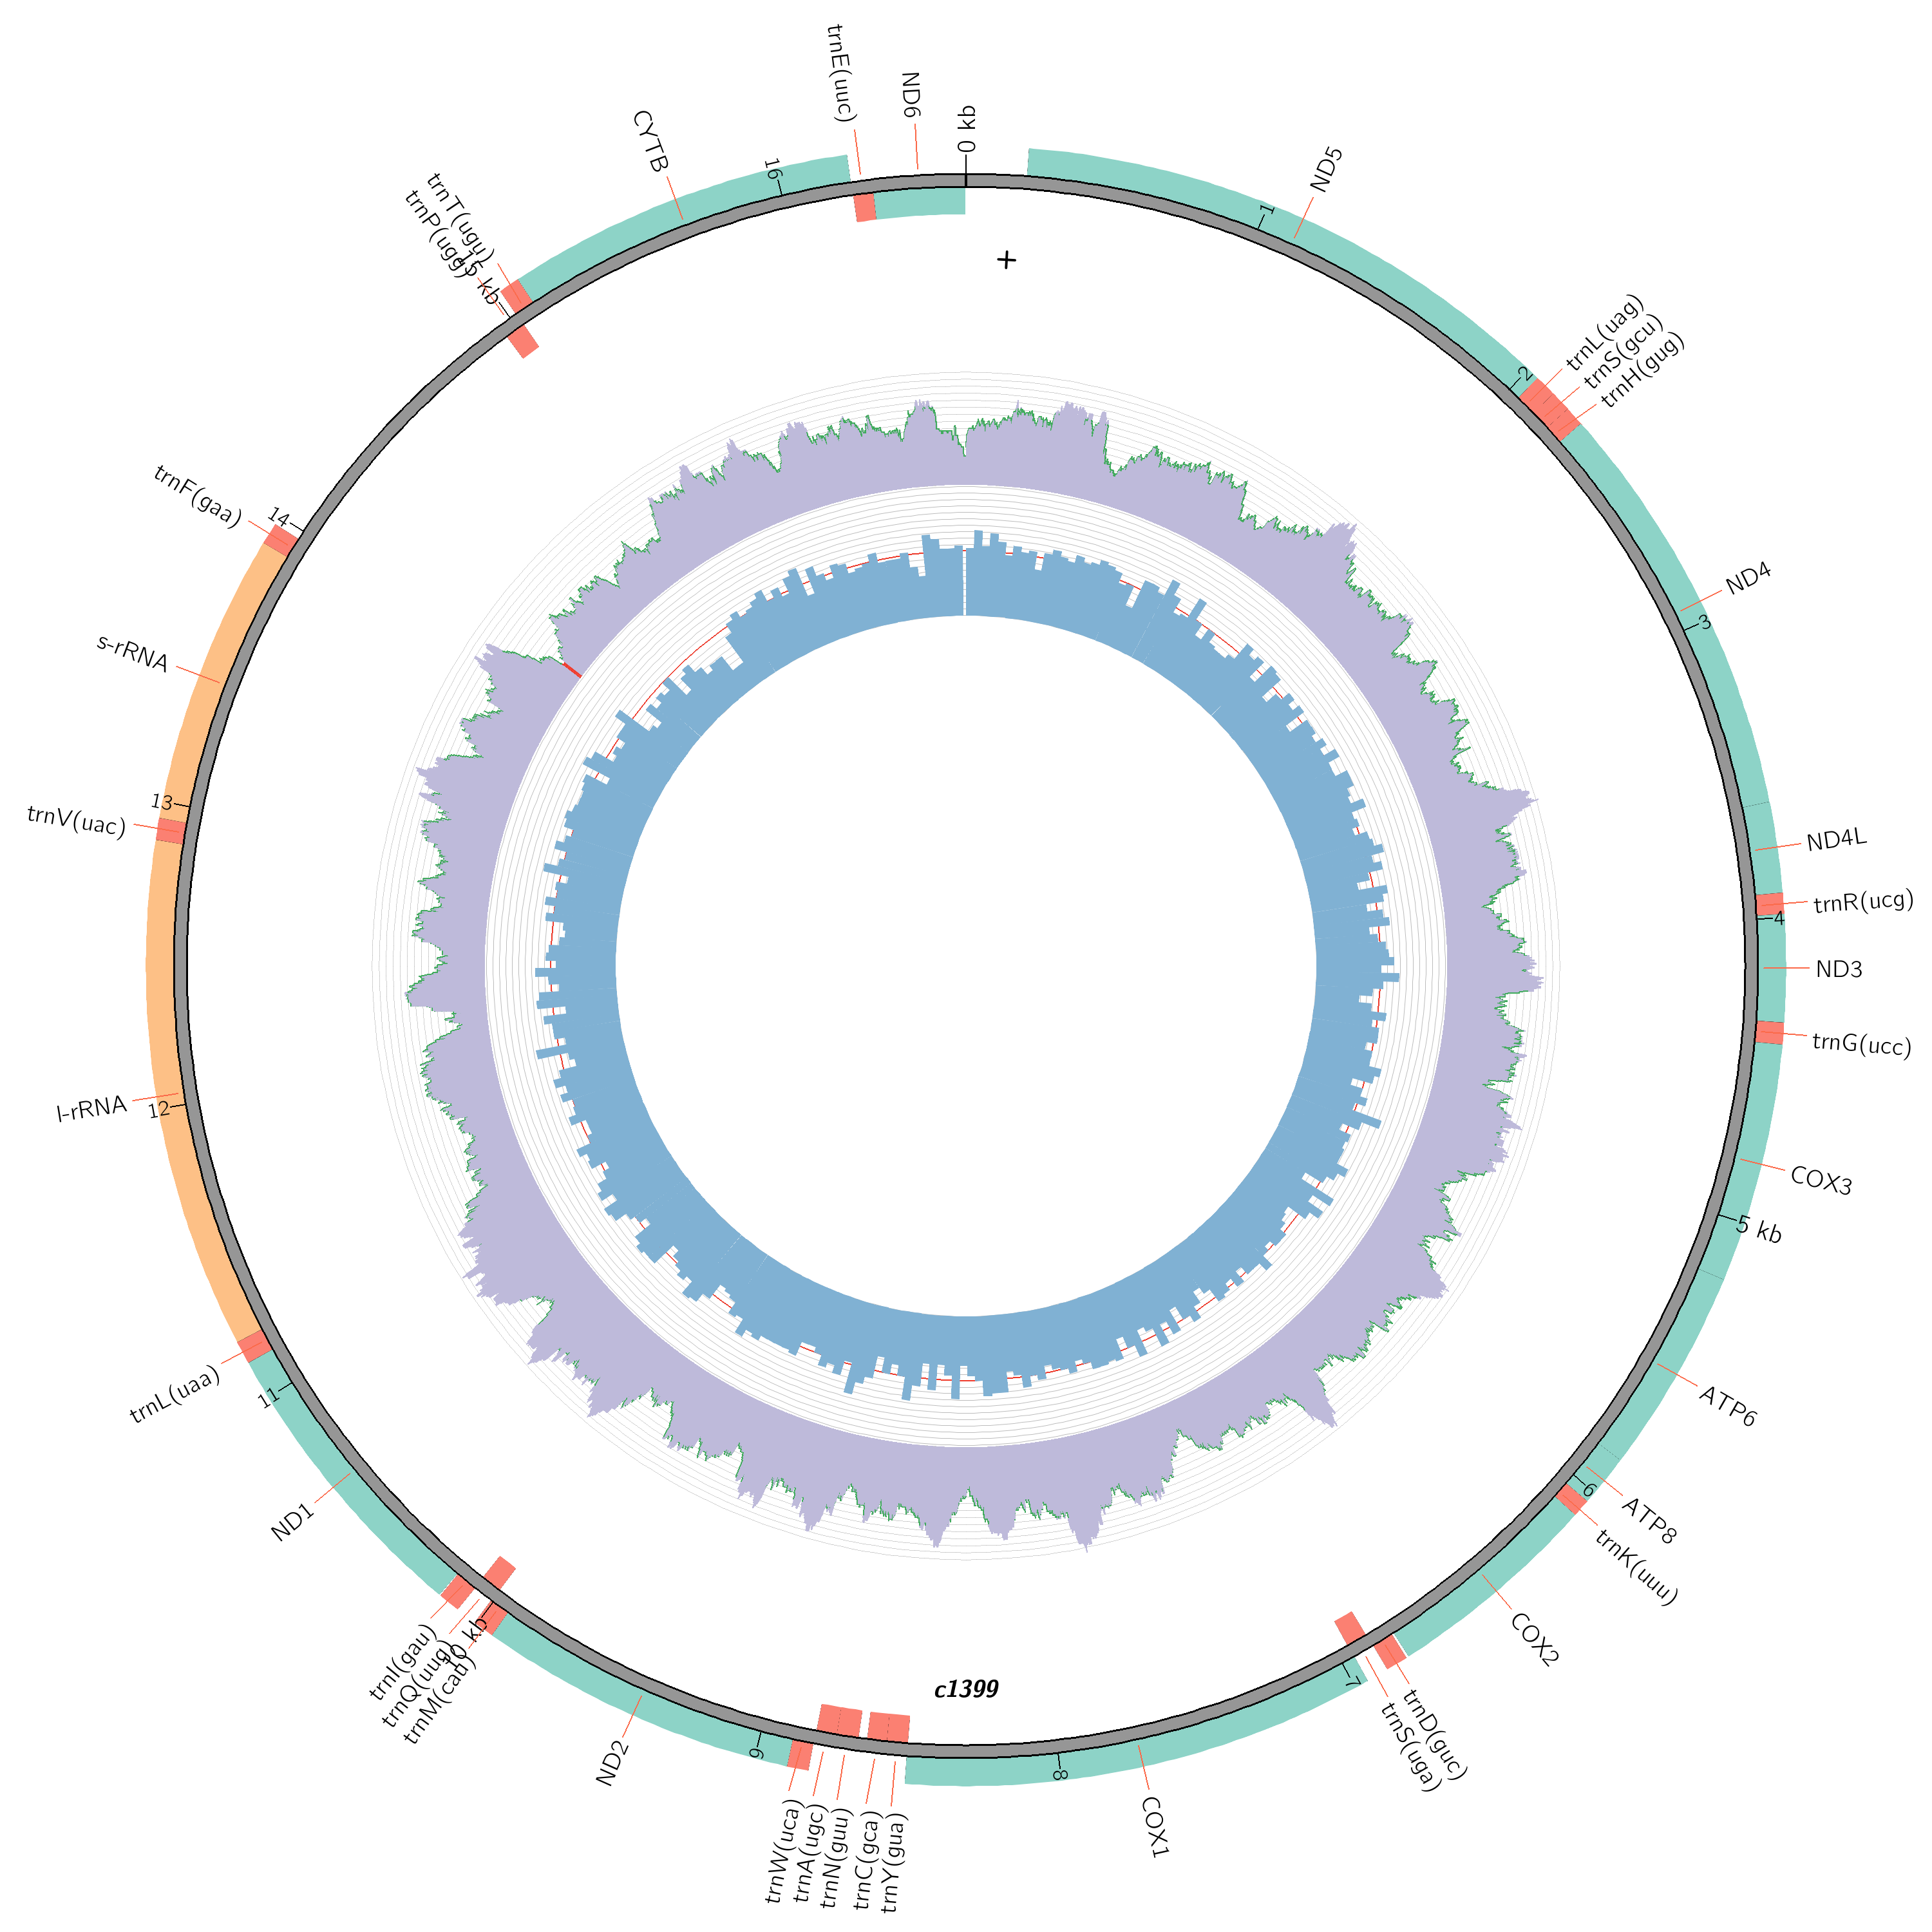 0 kb
+
ND5
1
trnL(uag)
2
trnS(gcu)
trnH(gug)
ND4
3
ND4L
trnR(ucg)
4
ND3
trnG(ucc)
COX3
5 kb
ATP6
ATP8
6
trnK(uuu)
COX2
trnD(guc)
trnS(uga)
7
COX1
8
c1399
trnY(gua)
trnC(gca)
trnN(guu)
trnA(ugc)
trnW(uca)
9
ND2
trnM(cau)
10 kb
trnQ(uug)
trnI(gau)
ND1
11
trnL(uaa)
l-rRNA
12
trnV(uac)
13
s-rRNA
trnF(gaa)
14
trnP(ugg)
15 kb
trnT(ugu)
CYTB
16
trnE(uuc)
ND6